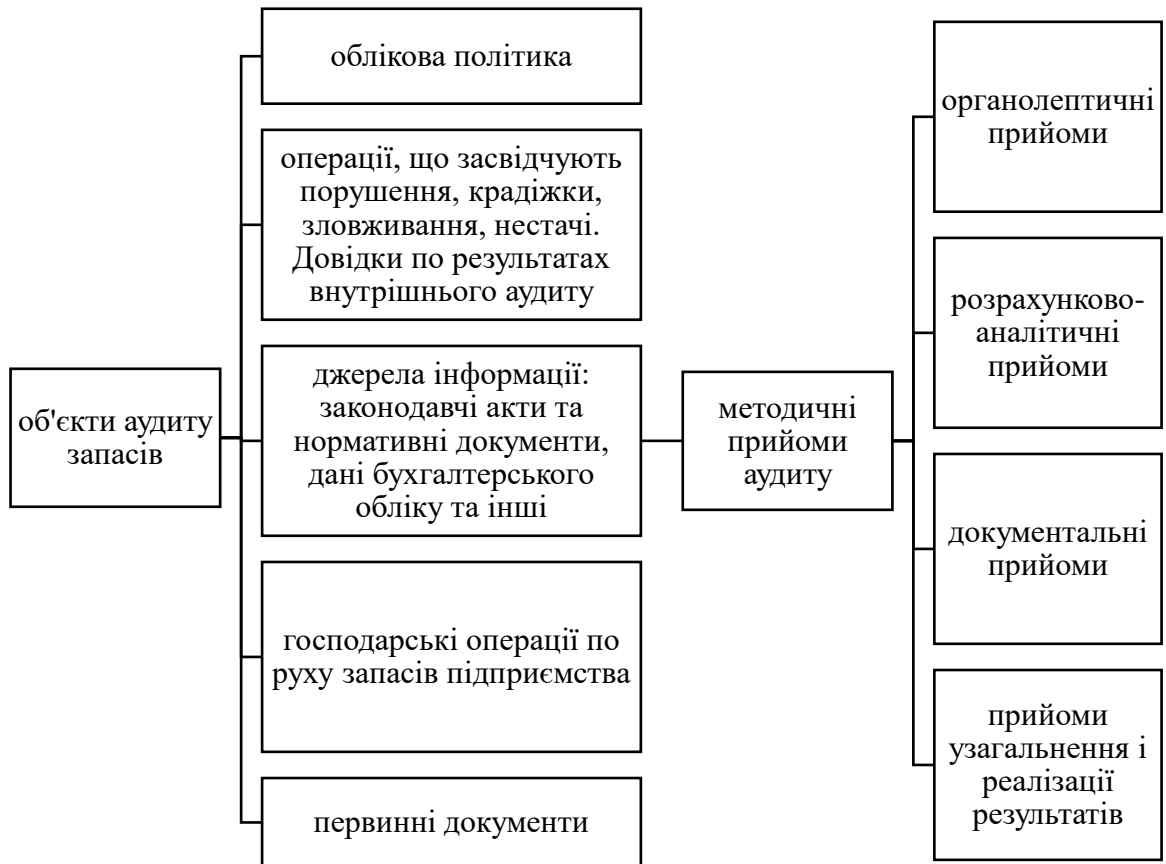 об'єкти аудиту
запасів
облікова політика
операції, що засвідчують
порушення, крадіжки,
зловживання, нестачі.
Довідки по результатах
внутрішнього аудиту
джерела інформації:
законодавчі акти та
нормативні документи,
дані бухгалтерського
обліку та інші
господарські операції по
руху запасів підприємства
первинні документи
методичні
прийоми
аудиту
органолептичні
прийоми
розрахунково-
аналітичні
прийоми
документальні
прийоми
прийоми
узагальнення і
реалізації
результатів